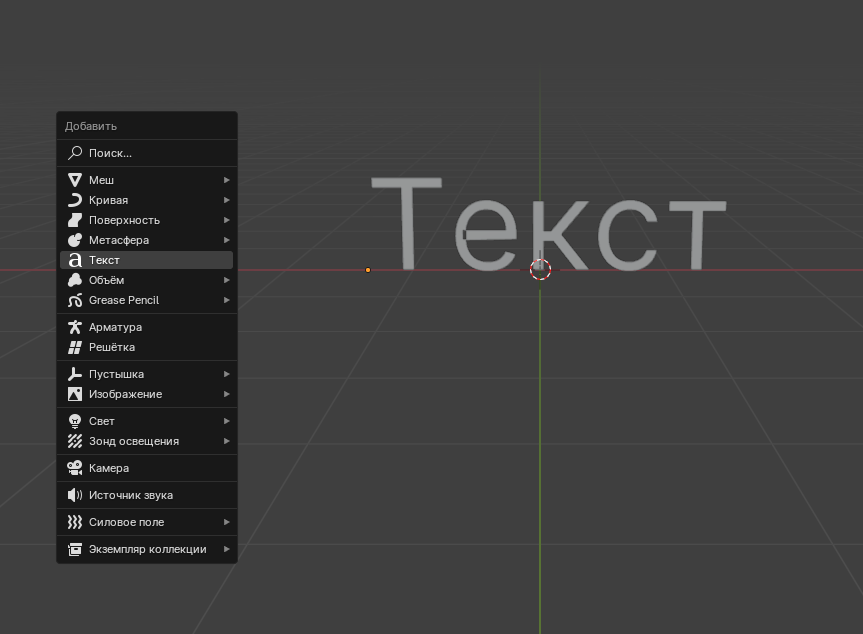 Добавить
Поиск...
Меш
Кривая
Поверхность
Метасфера
Текст
Объём
Grease Pencil
Арматура
Решётка
Пустышка
Изображение
Свет
Зонд освещения
Камера
Источник звука
Силовое поле
Экземпляр коллекции
Текст